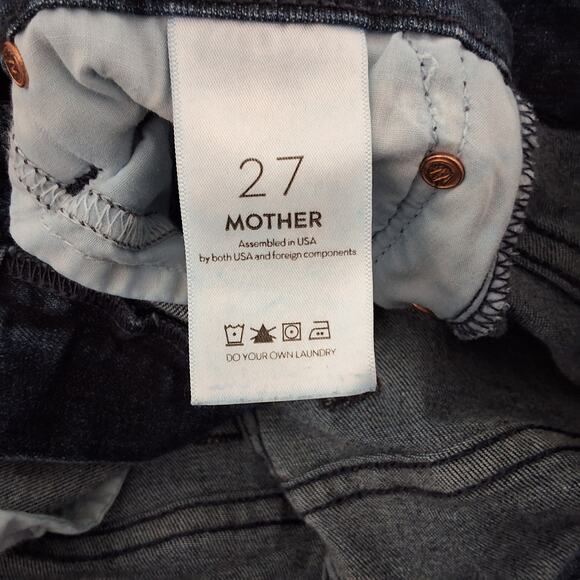 27
MOTHER
Assembled in USA
by both USA and foreign components
DO YOUR OWN LAUNDRY